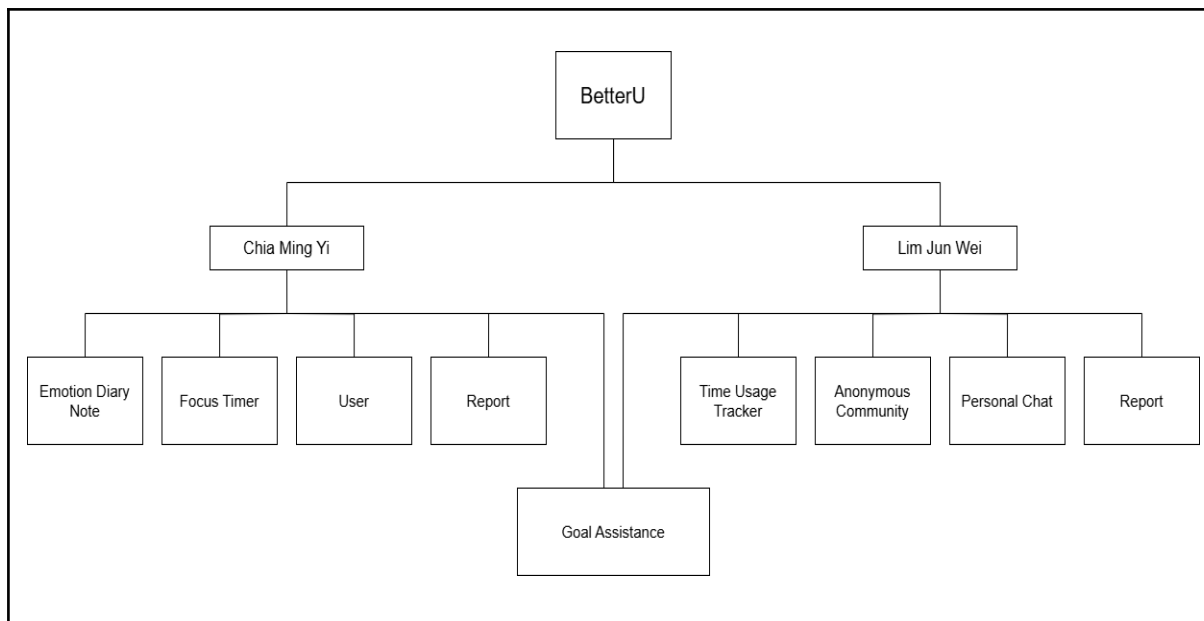 BetterU
Chia Ming Yi
Lim Jun Wei
Emotion Diary
Note
Focus Timer
User
Report
Time Usage
Tracker
Anonymous
Community
Personal Chat
Report
Goal Assistance